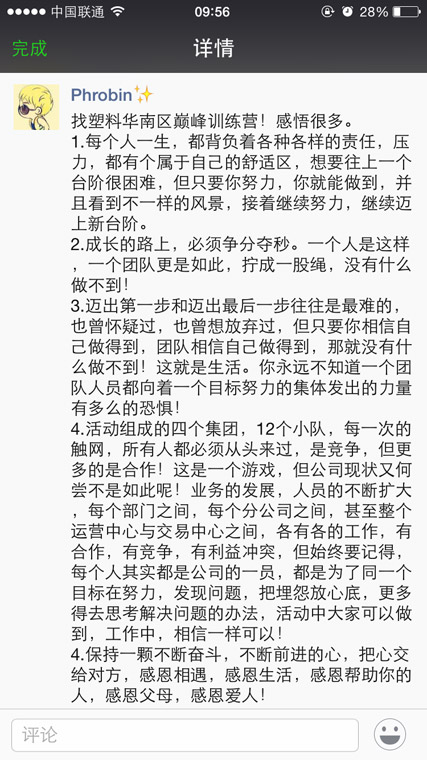 中国联通 09:56 28%
完成 详情
Phrobin✨
找塑料华南区巅峰训练营！感悟很多。
1.每个人一生，都背负着各种各样的责任，压
力，都有个属于自己的舒适区，想要往上一个
台阶很困难，但只要你努力，你就能做到，并
且看到不一样的风景，接着继续努力，继续迈
上新台阶。
2.成长的路上，必须争分夺秒。一个人是这样
，一个团队更是如此，拧成一股绳，没有什么
做不到！
3.迈出第一步和迈出最后一步往往是最难的，
也曾怀疑过，也曾想放弃过，但只要你相信自
己做得到，团队相信自己做得到，那就没有什
么做不到！这就是生活。你永远不知道一个团
队人员都向着一个目标努力的集体发出的力量
有多么的恐惧！
4.活动组成的四个集团，12个小队，每一次的
触网，所有人都必须从头来过，是竞争，但更
多的是合作！这是一个游戏，但公司现状又何
尝不是如此呢！业务的发展，人员的不断扩大
，每个部门之间，每个分公司之间，甚至整个
运营中心与交易中心之间，各有各的工作，有
合作，有竞争，有利益冲突，但始终要记得，
每个人其实都是公司的一员，都是为了同一个
目标在努力，发现问题，把埋怨放心底，更多
得去思考解决问题的办法，活动中大家可以做
到，工作中，相信一样可以！
4.保持一颗不断奋斗，不断前进的心，把心交
给对方，感恩相遇，感恩生活，感恩帮助你的
人，感恩父母，感恩爱人！
评论